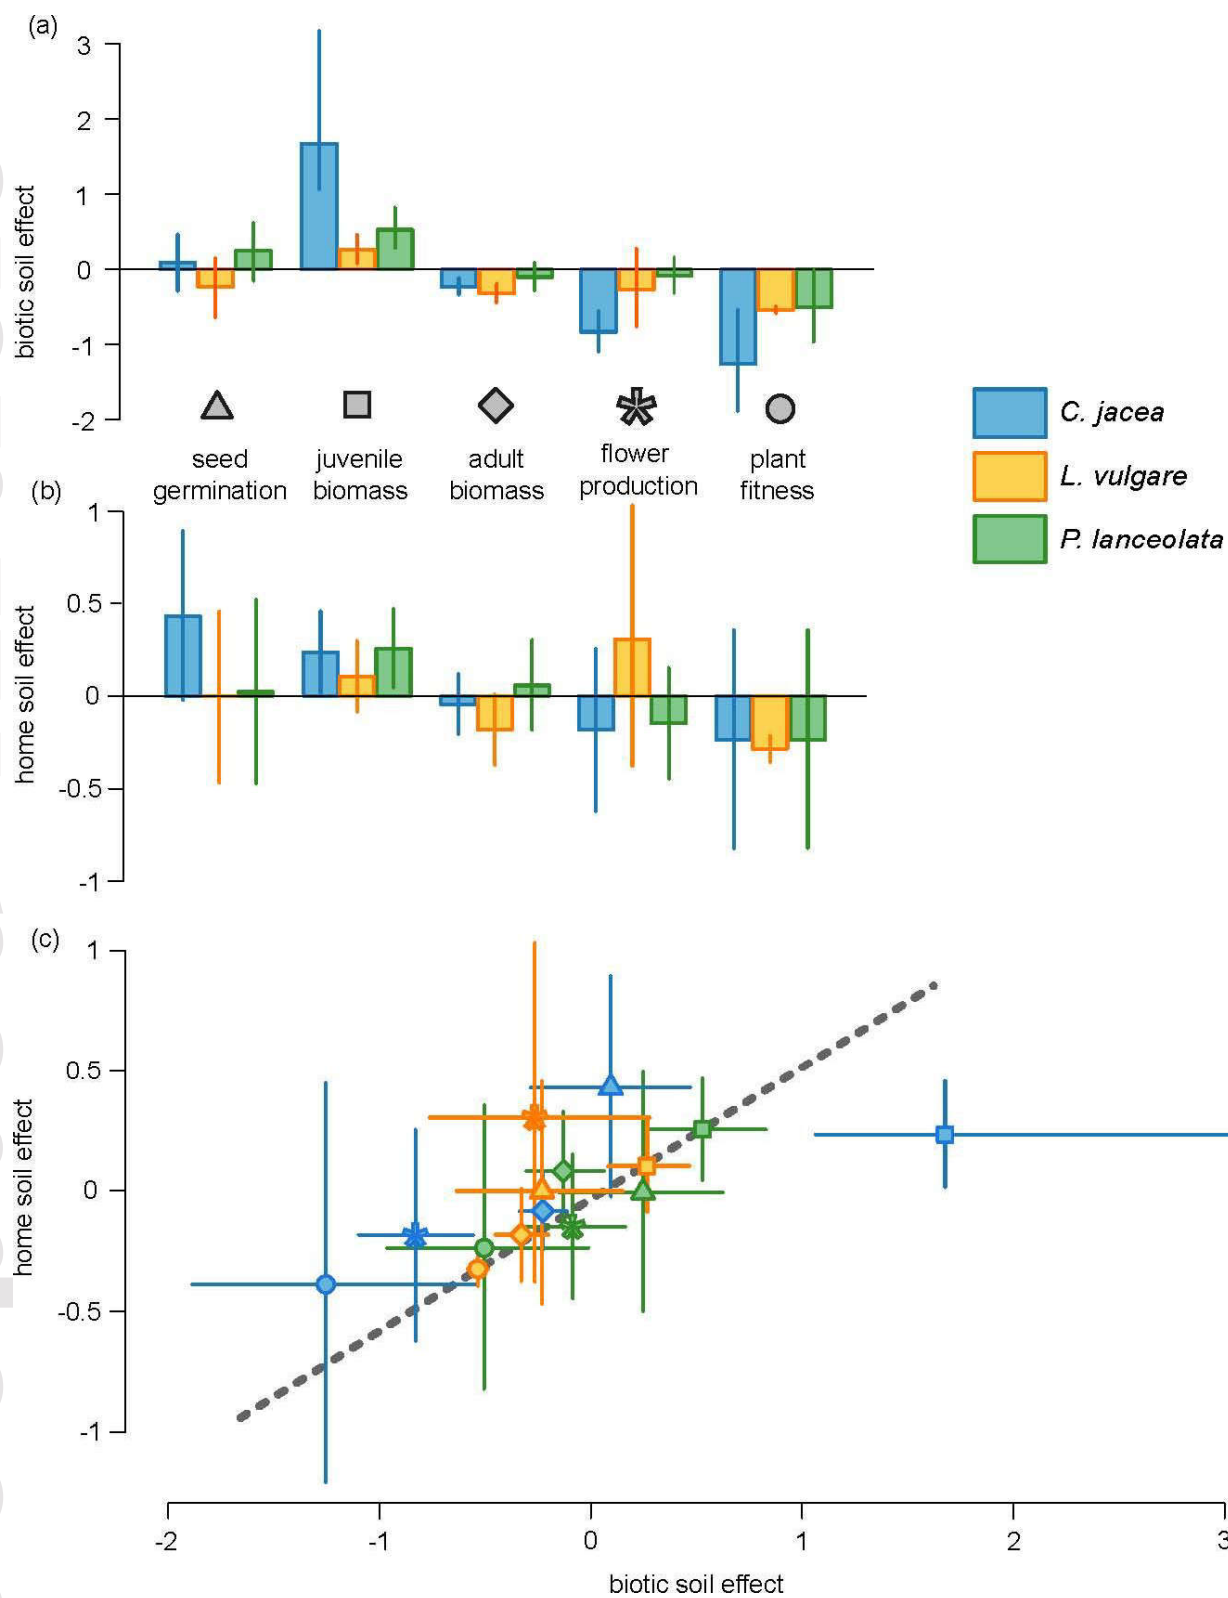 (a)
3
2
1
0
-1
-2
biotic soil effect
seed germination
juvenile biomass
adult biomass
flower production
plant fitness
C. jacea
L. vulgare
P. lanceolata
(b)
1
0.5
0
-0.5
-1
home soil effect
(c)
1
0.5
0
-0.5
-1
home soil effect
-2
-1
0
1
2
3
biotic soil effect